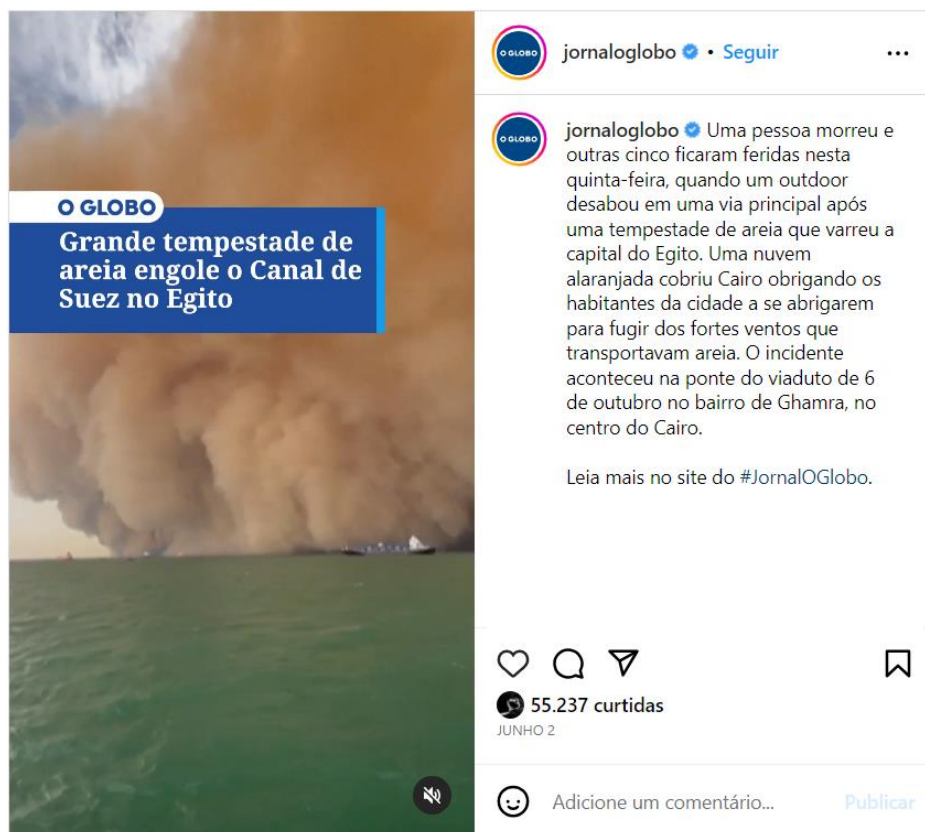 O GLOBO
Grande tempestade de
areia engole o Canal de
Suez no Egito
O GLOBO
jornaloglobo • Seguir
O GLOBO
jornaloglobo Uma pessoa morreu e
outras cinco ficaram feridas nesta
quinta-feira, quando um outdoor
desabou em uma via principal após
uma tempestade de areia que varreu a
capital do Egito. Uma nuvem
alaranjada cobriu Cairo obrigando os
habitantes da cidade a se abrigarem
para fugir dos fortes ventos que
transportavam areia. O incidente
aconteceu na ponte do viaduto de 6
de outubro no bairro de Ghamra, no
centro do Cairo.
Leia mais no site do #JornalOGlobo.
55.237 curtidas
JUNHO 2
Adicione um comentário... Publicar